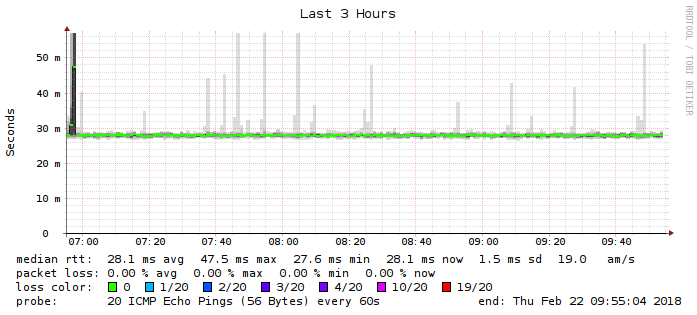 Last 3 Hours
RRDTOOL / TOBI OETIKER
Seconds
50 m
40 m
30 m
20 m
10 m
0
07:00 07:20 07:40 08:00 08:20 08:40 09:00 09:20 09:40
median rtt: 28.1 ms avg 47.5 ms max 27.6 ms min 28.1 ms now 1.5 ms sd 19.0 am/s
packet loss: 0.00 % avg 0.00 % max 0.00 % min 0.00 % now
loss color: 0 1/20 2/20 3/20 4/20 10/20 19/20
probe: 20 ICMP Echo Pings (56 Bytes) every 60s end: Thu Feb 22 09:55:04 2018